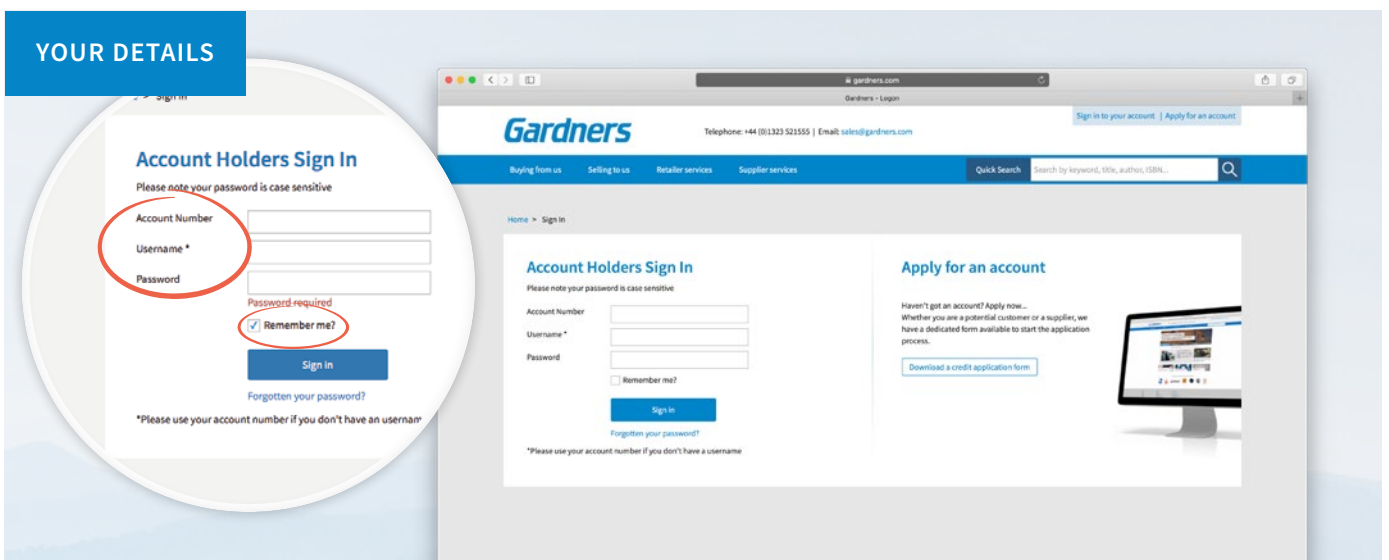 YOUR DETAILS
> Sign In
Account Holders Sign In
Please note your password is case sensitive
Account Number
Username *
Password
Password required
Remember me?
Sign in
Forgotten your password?
*Please use your account number if you don't have an usernam
gardners.com
Gardners - Logon
Sign in to your account | Apply for an account
Gardners
Telephone: +44 (0)1323 521555 | Email: sales@gardners.com
Buying from us Selling to us Retailer services Supplier services Quick Search Search by keyword, title, author, ISBN...
Home > Sign In
Account Holders Sign In
Please note your password is case sensitive
Account Number
Username *
Password
Remember me?
Sign in
Forgotten your password?
*Please use your account number if you don't have a username
Apply for an account
Haven't got an account? Apply now...
Whether you are a potential customer or a supplier, we
have a dedicated form available to start the application
process.
Download a credit application form